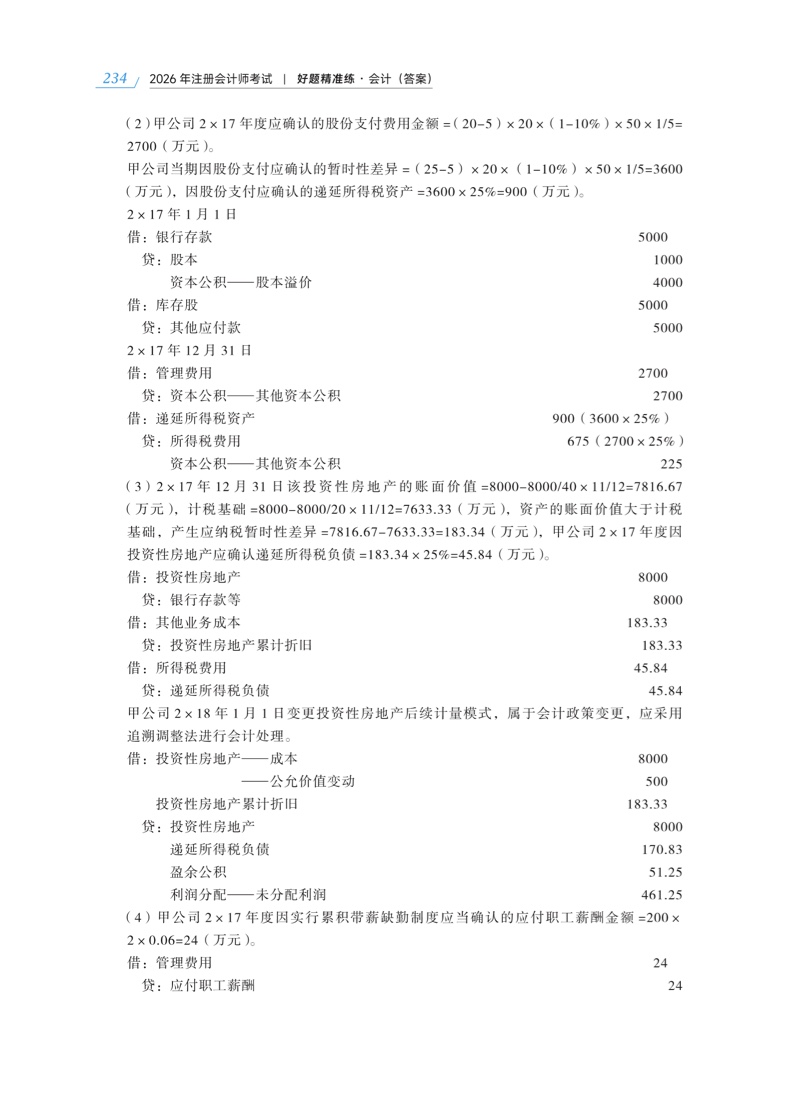 234 2026 年注册会计师考试 | 好题精准练·会计（答案）
（2）甲公司 2×17 年度应确认的股份支付费用金额 =（20-5）×20×（1-10%）×50×1/5=
2700（万元）。
甲公司当期因股份支付应确认的暂时性差异 =（25-5）×20×（1-10%）×50×1/5=3600
（万元），因股份支付应确认的递延所得税资产 =3600×25%=900（万元）。
2×17 年 1 月 1 日
借：银行存款 5000
贷：股本 1000
资本公积——股本溢价 4000
借：库存股 5000
贷：其他应付款 5000
2×17 年 12 月 31 日
借：管理费用 2700
贷：资本公积——其他资本公积 2700
借：递延所得税资产 900（3600×25%）
贷：所得税费用 675（2700×25%）
资本公积——其他资本公积 225
（3）2×17 年 12 月 31 日该投资性房地产的账面价值 =8000-8000/40×11/12=7816.67
（万元），计税基础 =8000-8000/20×11/12=7633.33（万元），资产的账面价值大于计税
基础，产生应纳税暂时性差异 =7816.67-7633.33=183.34（万元），甲公司 2×17 年度因
投资性房地产应确认递延所得税负债 =183.34×25%=45.84（万元）。
借：投资性房地产 8000
贷：银行存款等 8000
借：其他业务成本 183.33
贷：投资性房地产累计折旧 183.33
借：所得税费用 45.84
贷：递延所得税负债 45.84
甲公司 2×18 年 1 月 1 日变更投资性房地产后续计量模式，属于会计政策变更，应采用
追溯调整法进行会计处理。
借：投资性房地产——成本 8000
——公允价值变动 500
投资性房地产累计折旧 183.33
贷：投资性房地产 8000
递延所得税负债 170.83
盈余公积 51.25
利润分配——未分配利润 461.25
（4）甲公司 2×17 年度因实行累积带薪缺勤制度应当确认的应付职工薪酬金额 =200×
2×0.06=24（万元）。
借：管理费用 24
贷：应付职工薪酬 24